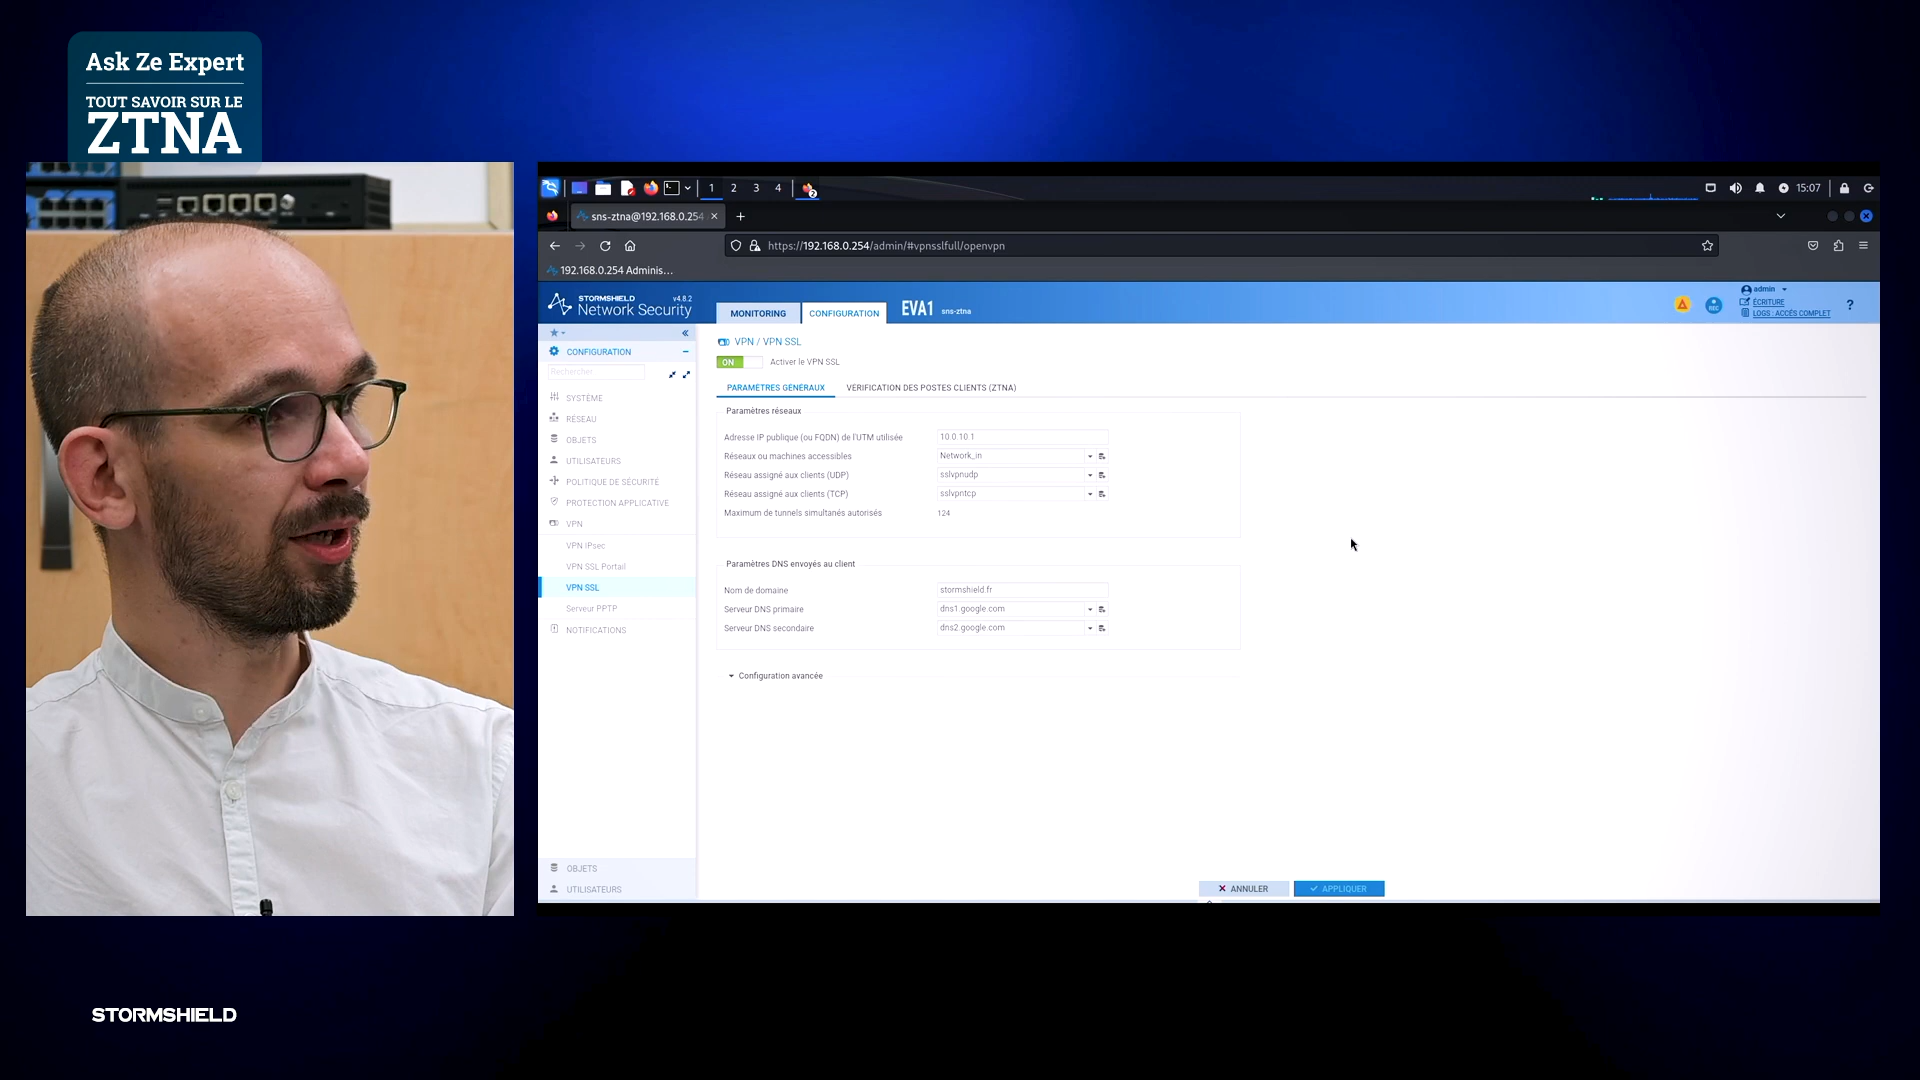 Ask Ze Expert
TOUT SAVOIR SUR LE
ZTNA
1 2 3 4
2
15:07
sns-ztna@192.168.0.254
https://192.168.0.254/admin/#vpnsslfull/openvpn
192.168.0.254 Adminis...
STORMSHIELD v4.8.2
Network Security
MONITORING
CONFIGURATION
EVA1 sns-ztna
admin
ÉCRITURE
LOGS : ACCÈS COMPLET
?
CONFIGURATION
Rechercher
SYSTÈME
RÉSEAU
OBJETS
UTILISATEURS
POLITIQUE DE SÉCURITÉ
PROTECTION APPLICATIVE
VPN
VPN IPsec
VPN SSL Portail
VPN SSL
Serveur PPTP
NOTIFICATIONS
OBJETS
UTILISATEURS
VPN / VPN SSL
ON Activer le VPN SSL
PARAMÈTRES GÉNÉRAUX
VÉRIFICATION DES POSTES CLIENTS (ZTNA)
Paramètres réseaux
Adresse IP publique (ou FQDN) de l'UTM utilisée 10.0.10.1
Réseaux ou machines accessibles Network_in
Réseau assigné aux clients (UDP) sslvpnudp
Réseau assigné aux clients (TCP) sslvpntcp
Maximum de tunnels simultanés autorisés 124
Paramètres DNS envoyés au client
Nom de domaine stormshield.fr
Serveur DNS primaire dns1.google.com
Serveur DNS secondaire dns2.google.com
Configuration avancée
ANNULER
APPLIQUER
STORMSHIELD